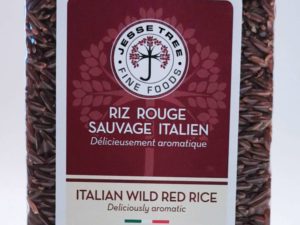 JESSE TREE
FINE FOODS
RIZ ROUGE
SAUVAGE ITALIEN
Délicieusement aromatique
ITALIAN WILD RED RICE
Deliciously aromatic